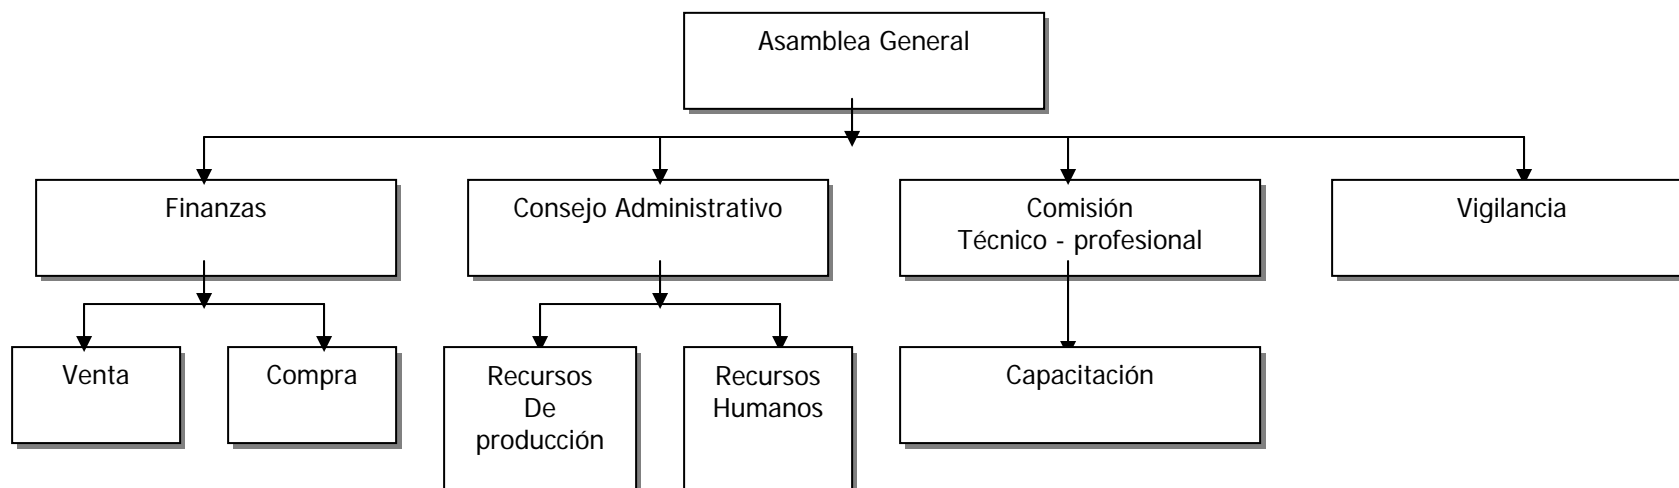 Asamblea General
Finanzas
Consejo Administrativo
Comisión
Técnico - profesional
Vigilancia
Venta
Compra
Recursos
De
producción
Recursos
Humanos
Capacitación